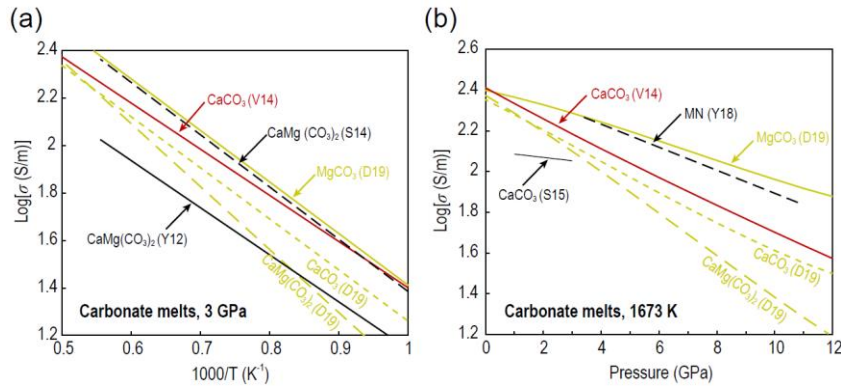 (a)
Log[σ (S/m)]
2.4
2.2
2.0
1.8
1.6
1.4
1.2
0.5
0.6
0.7
0.8
0.9
1
1000/T (K⁻¹)
CaCO₃ (V14)
CaMg (CO₃)₂ (S14)
MgCO₃ (D19)
CaMg(CO₃)₂ (Y12)
CaCO₃ (D19)
CaMg(CO₃)₂ (D19)
Carbonate melts, 3 GPa
(b)
Log[σ (S/m)]
2.6
2.4
2.2
2.0
1.8
1.6
1.4
1.2
0
2
4
6
8
10
12
Pressure (GPa)
CaCO₃ (V14)
MN (Y18)
MgCO₃ (D19)
CaCO₃ (S15)
CaCO₃ (D19)
CaMg(CO₃)₂ (D19)
Carbonate melts, 1673 K